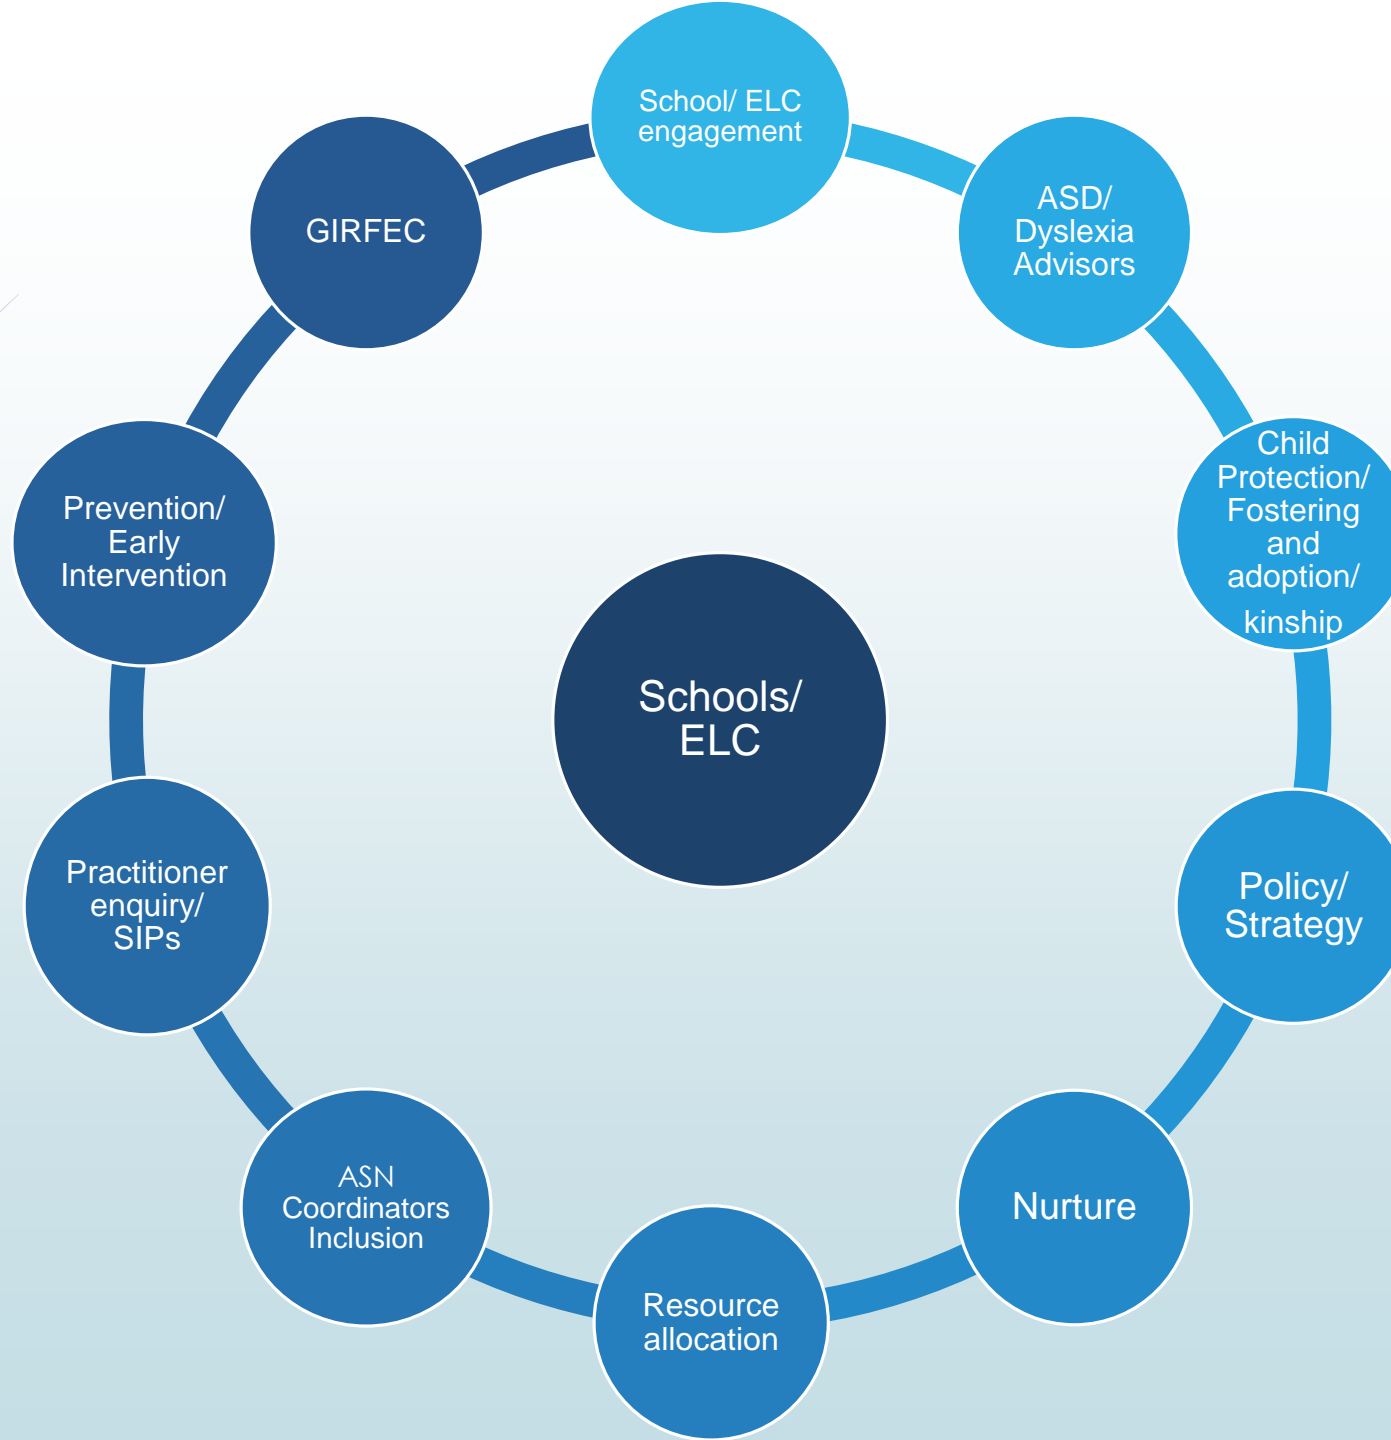 School/ ELC
engagement
ASD/
Dyslexia
Advisors
Child
Protection/
Fostering
and
adoption/
kinship
Policy/
Strategy
Nurture
Resource
allocation
ASN
Coordinators
Inclusion
Practitioner
enquiry/
SIPs
Prevention/
Early
Intervention
GIRFEC
Schools/
ELC